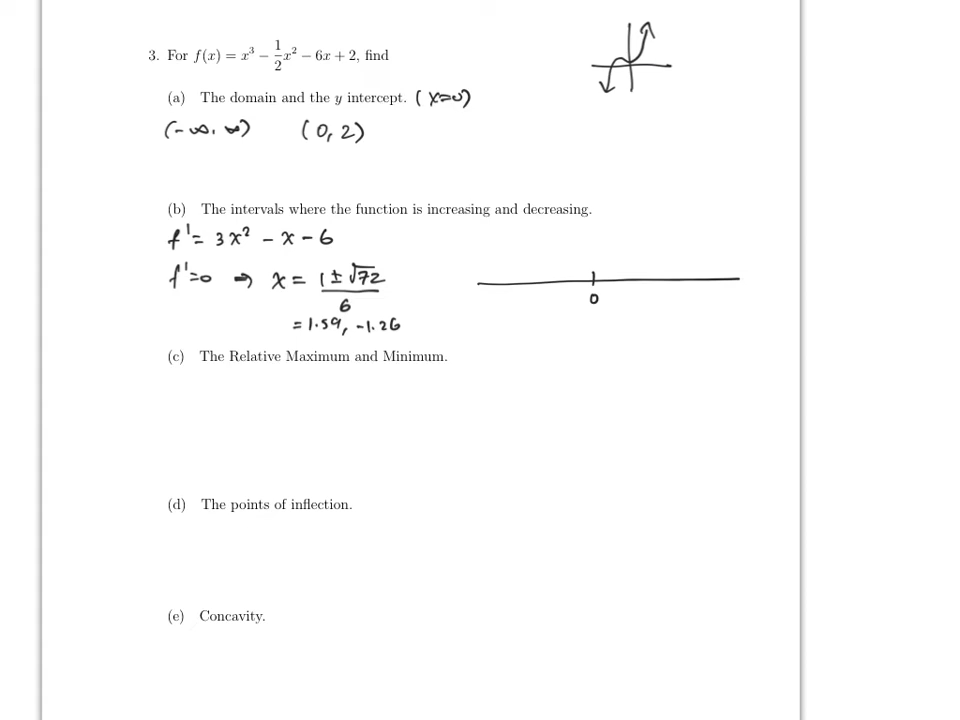 3. For f(x) = x³ − 1/2 x² − 6x + 2, find
(a) The domain and the y intercept. (x=0)
(-∞, ∞) (0, 2)
(b) The intervals where the function is increasing and decreasing.
f' = 3x² - x - 6
f'=0 ⇒ x = (1 ± √72)/6
= 1.59, -1.26
0
(c) The Relative Maximum and Minimum.
(d) The points of inflection.
(e) Concavity.